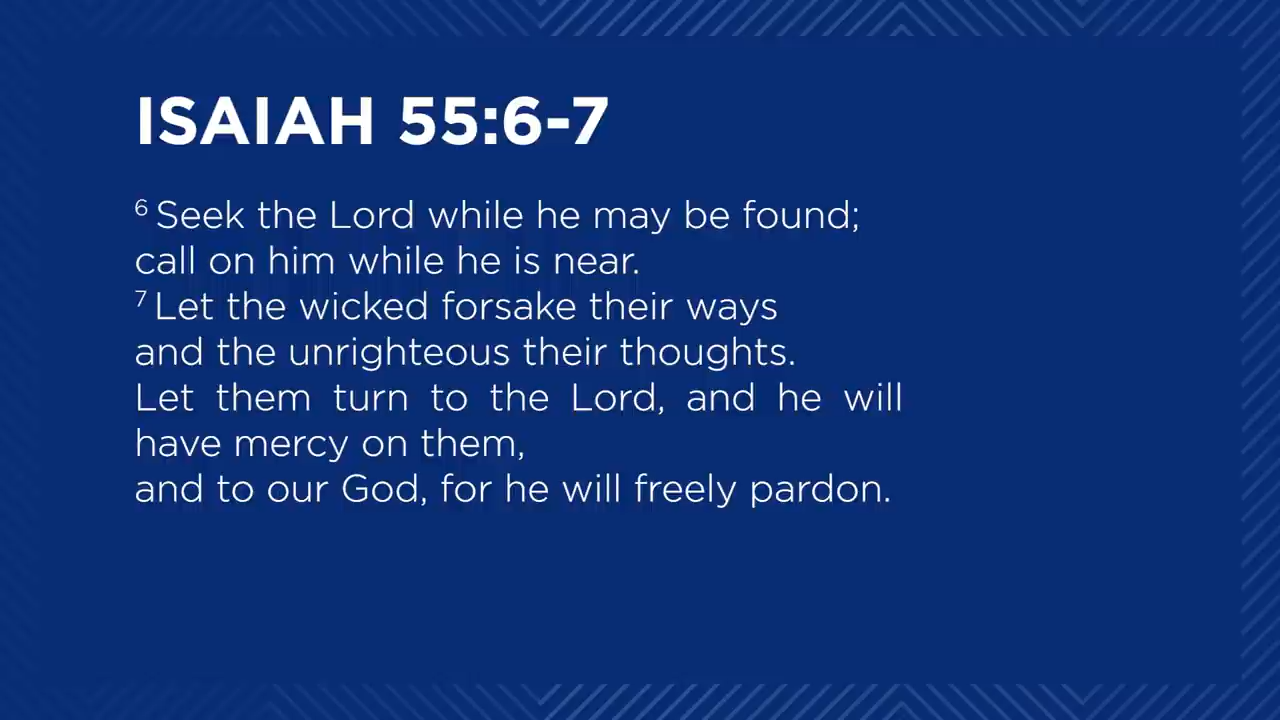 ISAIAH 55:6-7
⁶ Seek the Lord while he may be found;
call on him while he is near.
⁷ Let the wicked forsake their ways
and the unrighteous their thoughts.
Let them turn to the Lord, and he will
have mercy on them,
and to our God, for he will freely pardon.